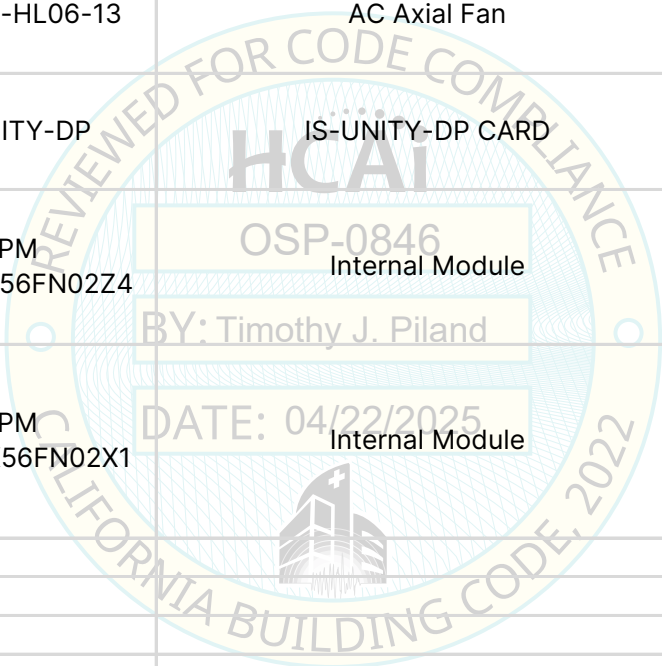 -HL06-13
AC Axial Fan
REVIEWED FOR CODE COMPLIANCE
ITY-DP
IS-UNITY-DP CARD
HCAi
OSP-0846
PM
56FN02Z4
Internal Module
BY: Timothy J. Piland
DATE: 04/22/2025
PM
56FN02X1
Internal Module
CALIFORNIA BUILDING CODE, 2022